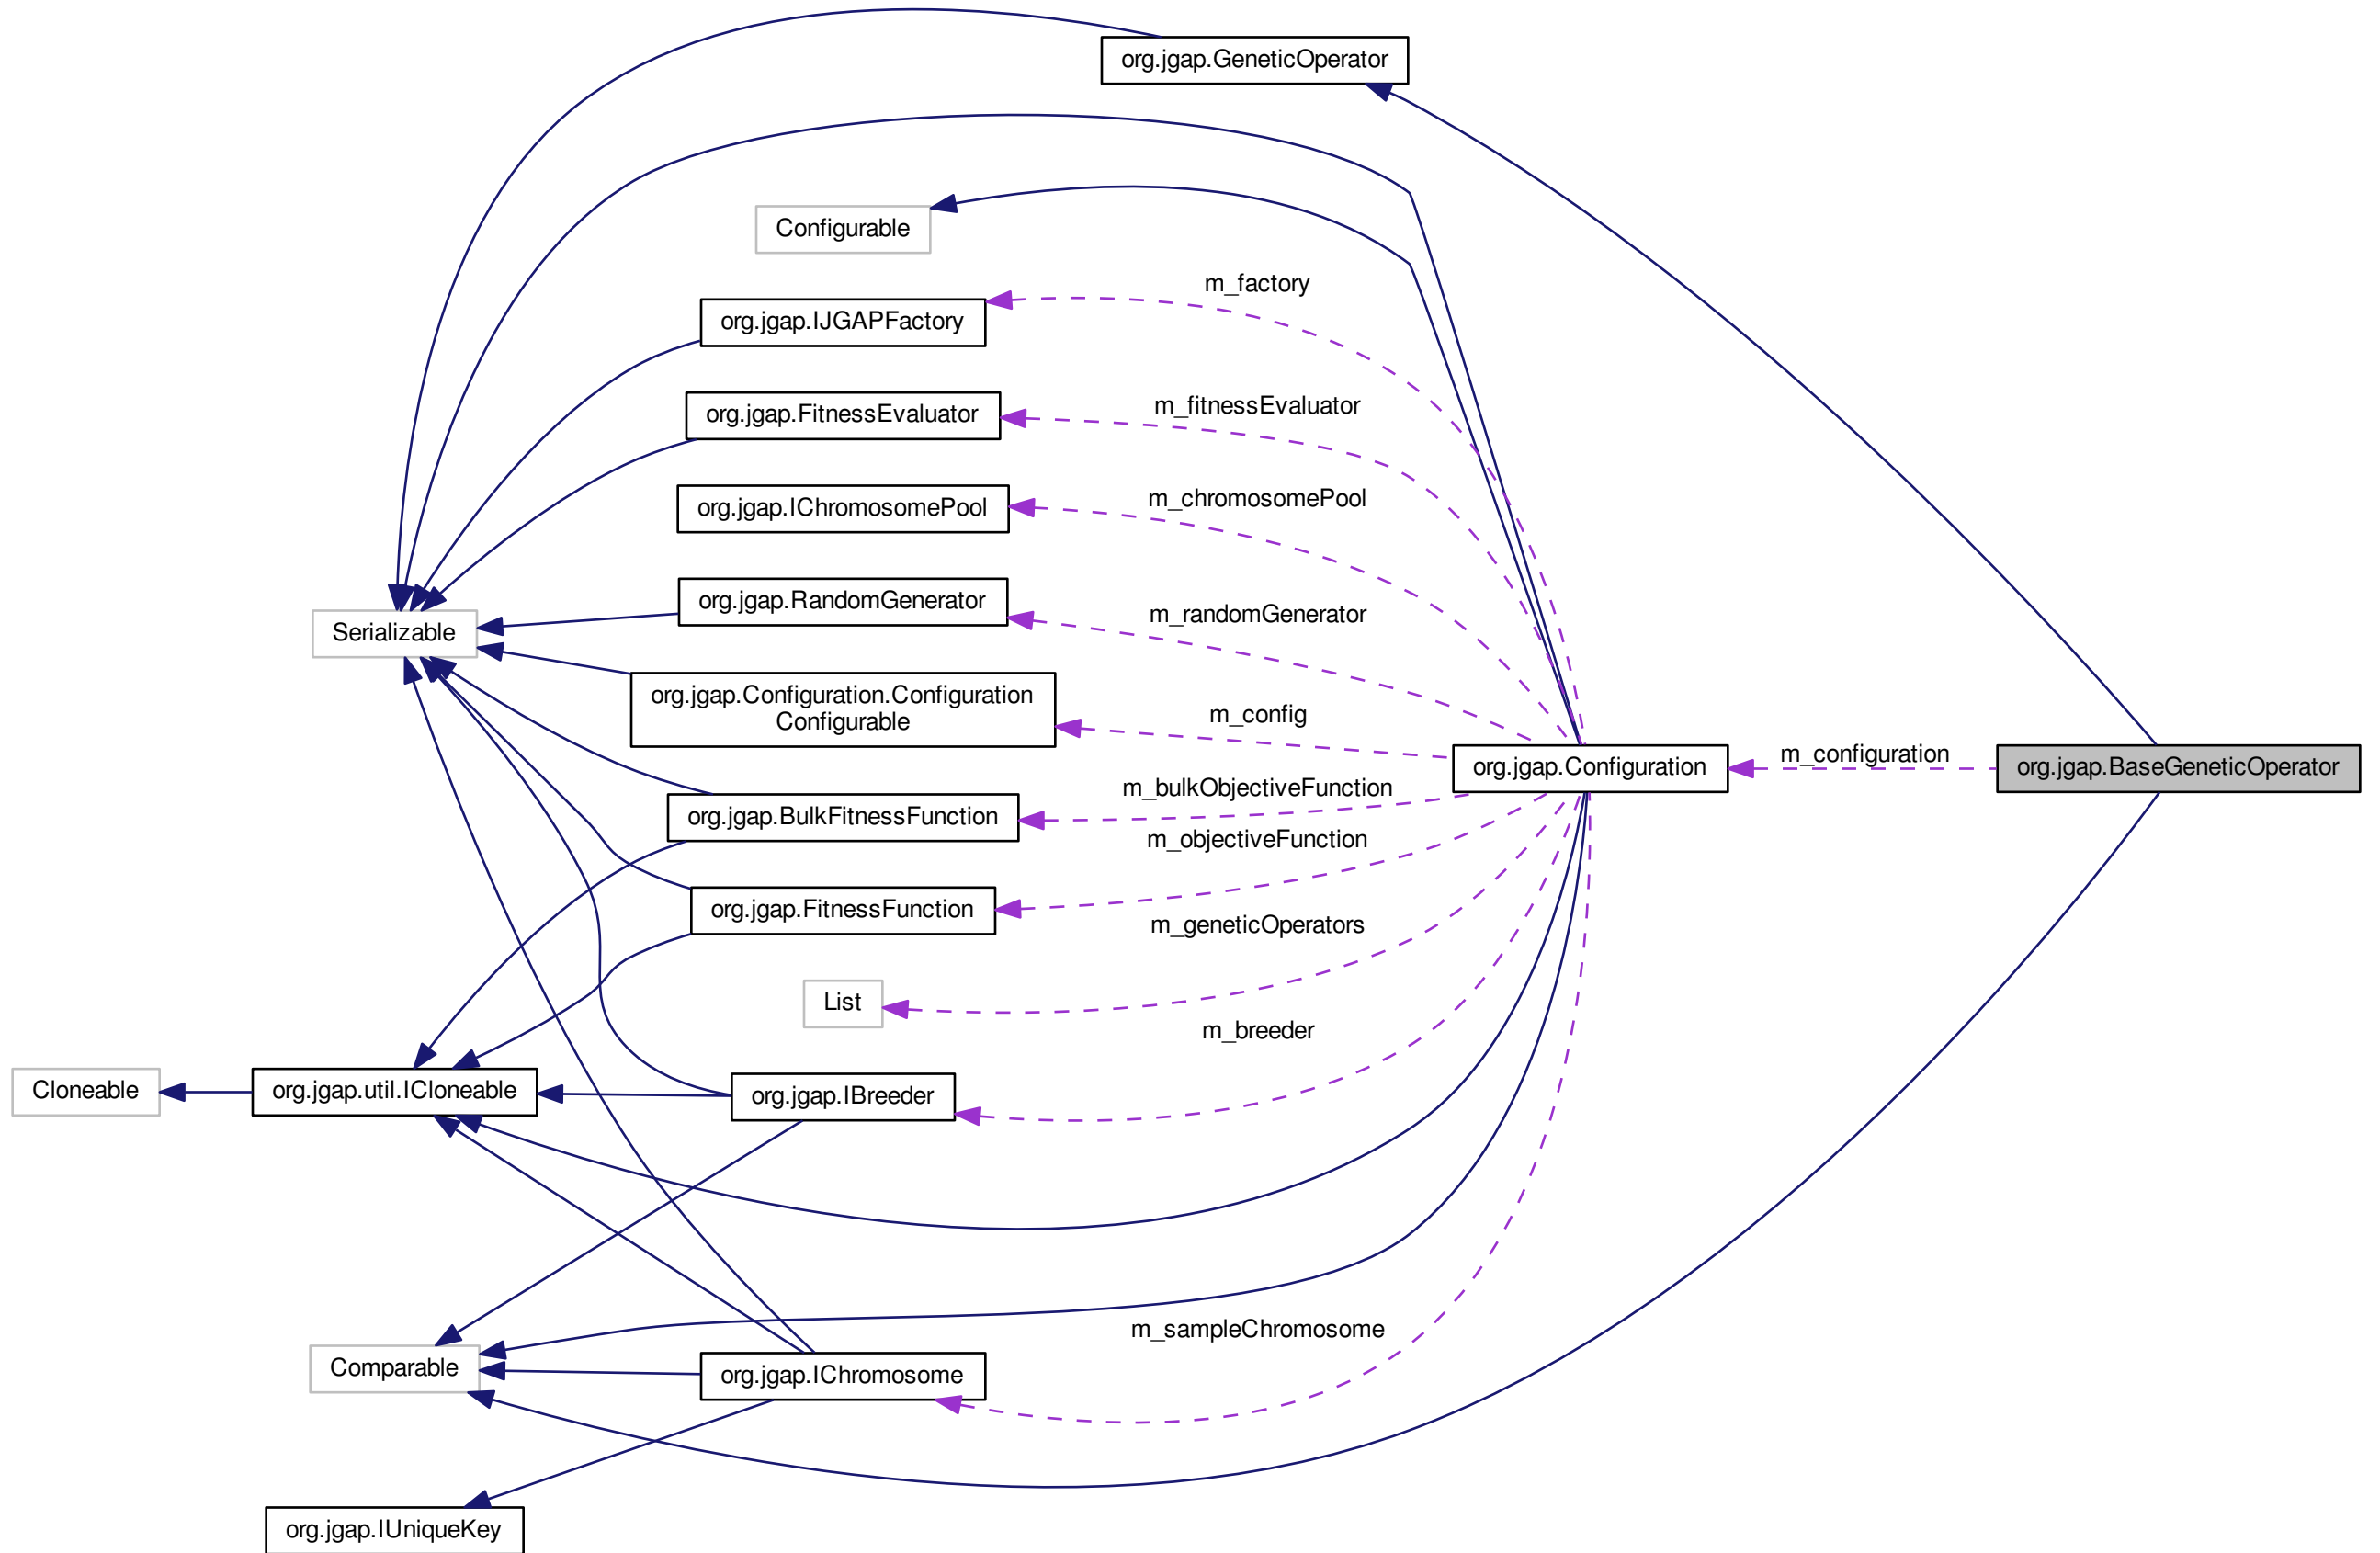 org.jgap.GeneticOperator
Configurable
m_factory
org.jgap.IJGAPFactory
m_fitnessEvaluator
org.jgap.FitnessEvaluator
m_chromosomePool
org.jgap.IChromosomePool
m_randomGenerator
org.jgap.RandomGenerator
Serializable
org.jgap.Configuration.Configuration
Configurable
m_config
m_configuration
org.jgap.Configuration
org.jgap.BaseGeneticOperator
m_bulkObjectiveFunction
org.jgap.BulkFitnessFunction
m_objectiveFunction
org.jgap.FitnessFunction
m_geneticOperators
List
m_breeder
Cloneable
org.jgap.util.ICloneable
org.jgap.IBreeder
m_sampleChromosome
Comparable
org.jgap.IChromosome
org.jgap.IUniqueKey